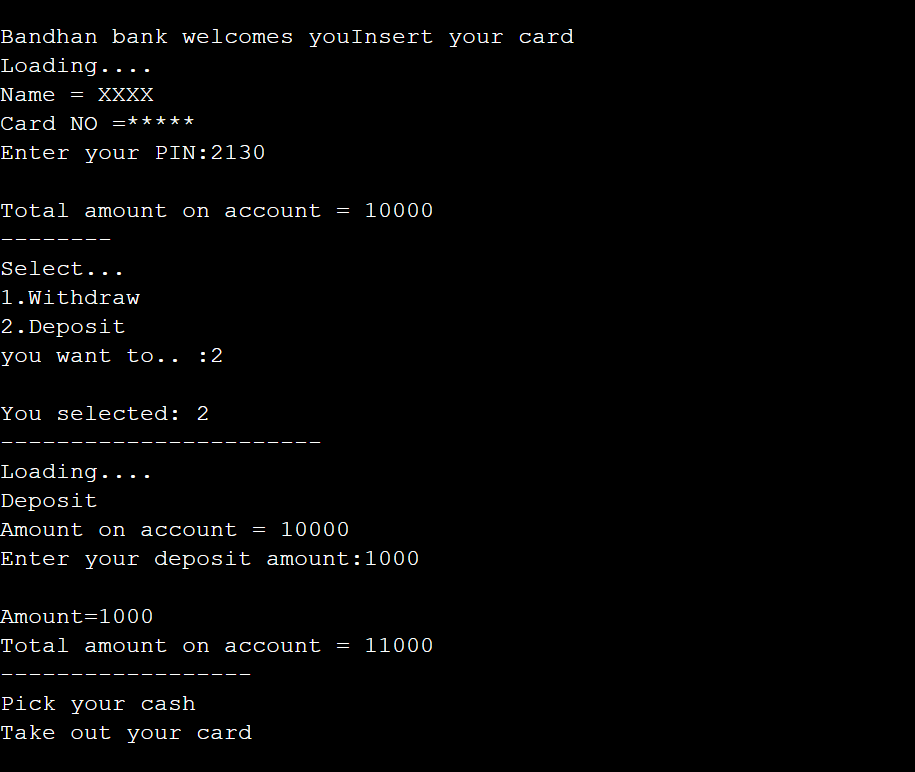 Bandhan bank welcomes youInsert your card
Loading....
Name = XXXX
Card NO =*****
Enter your PIN:2130
Total amount on account = 10000
--------
Select...
1.Withdraw
2.Deposit
you want to.. :2
You selected: 2
-----------------------
Loading....
Deposit
Amount on account = 10000
Enter your deposit amount:1000
Amount=1000
Total amount on account = 11000
------------------
Pick your cash
Take out your card